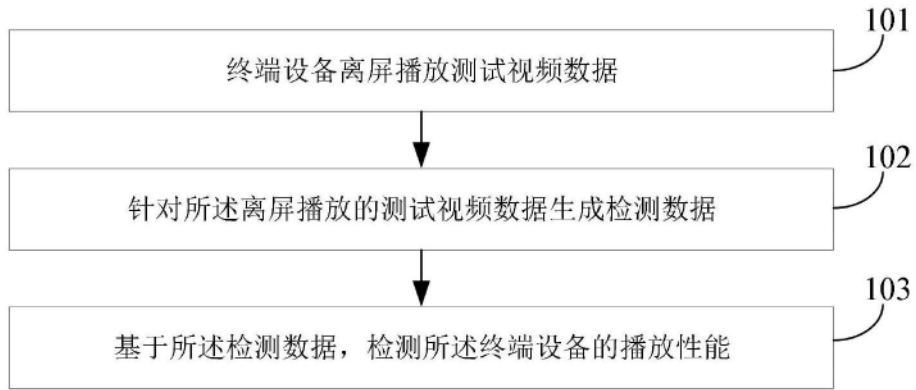 101
终端设备离屏播放测试视频数据
102
针对所述离屏播放的测试视频数据生成检测数据
103
基于所述检测数据，检测所述终端设备的播放性能